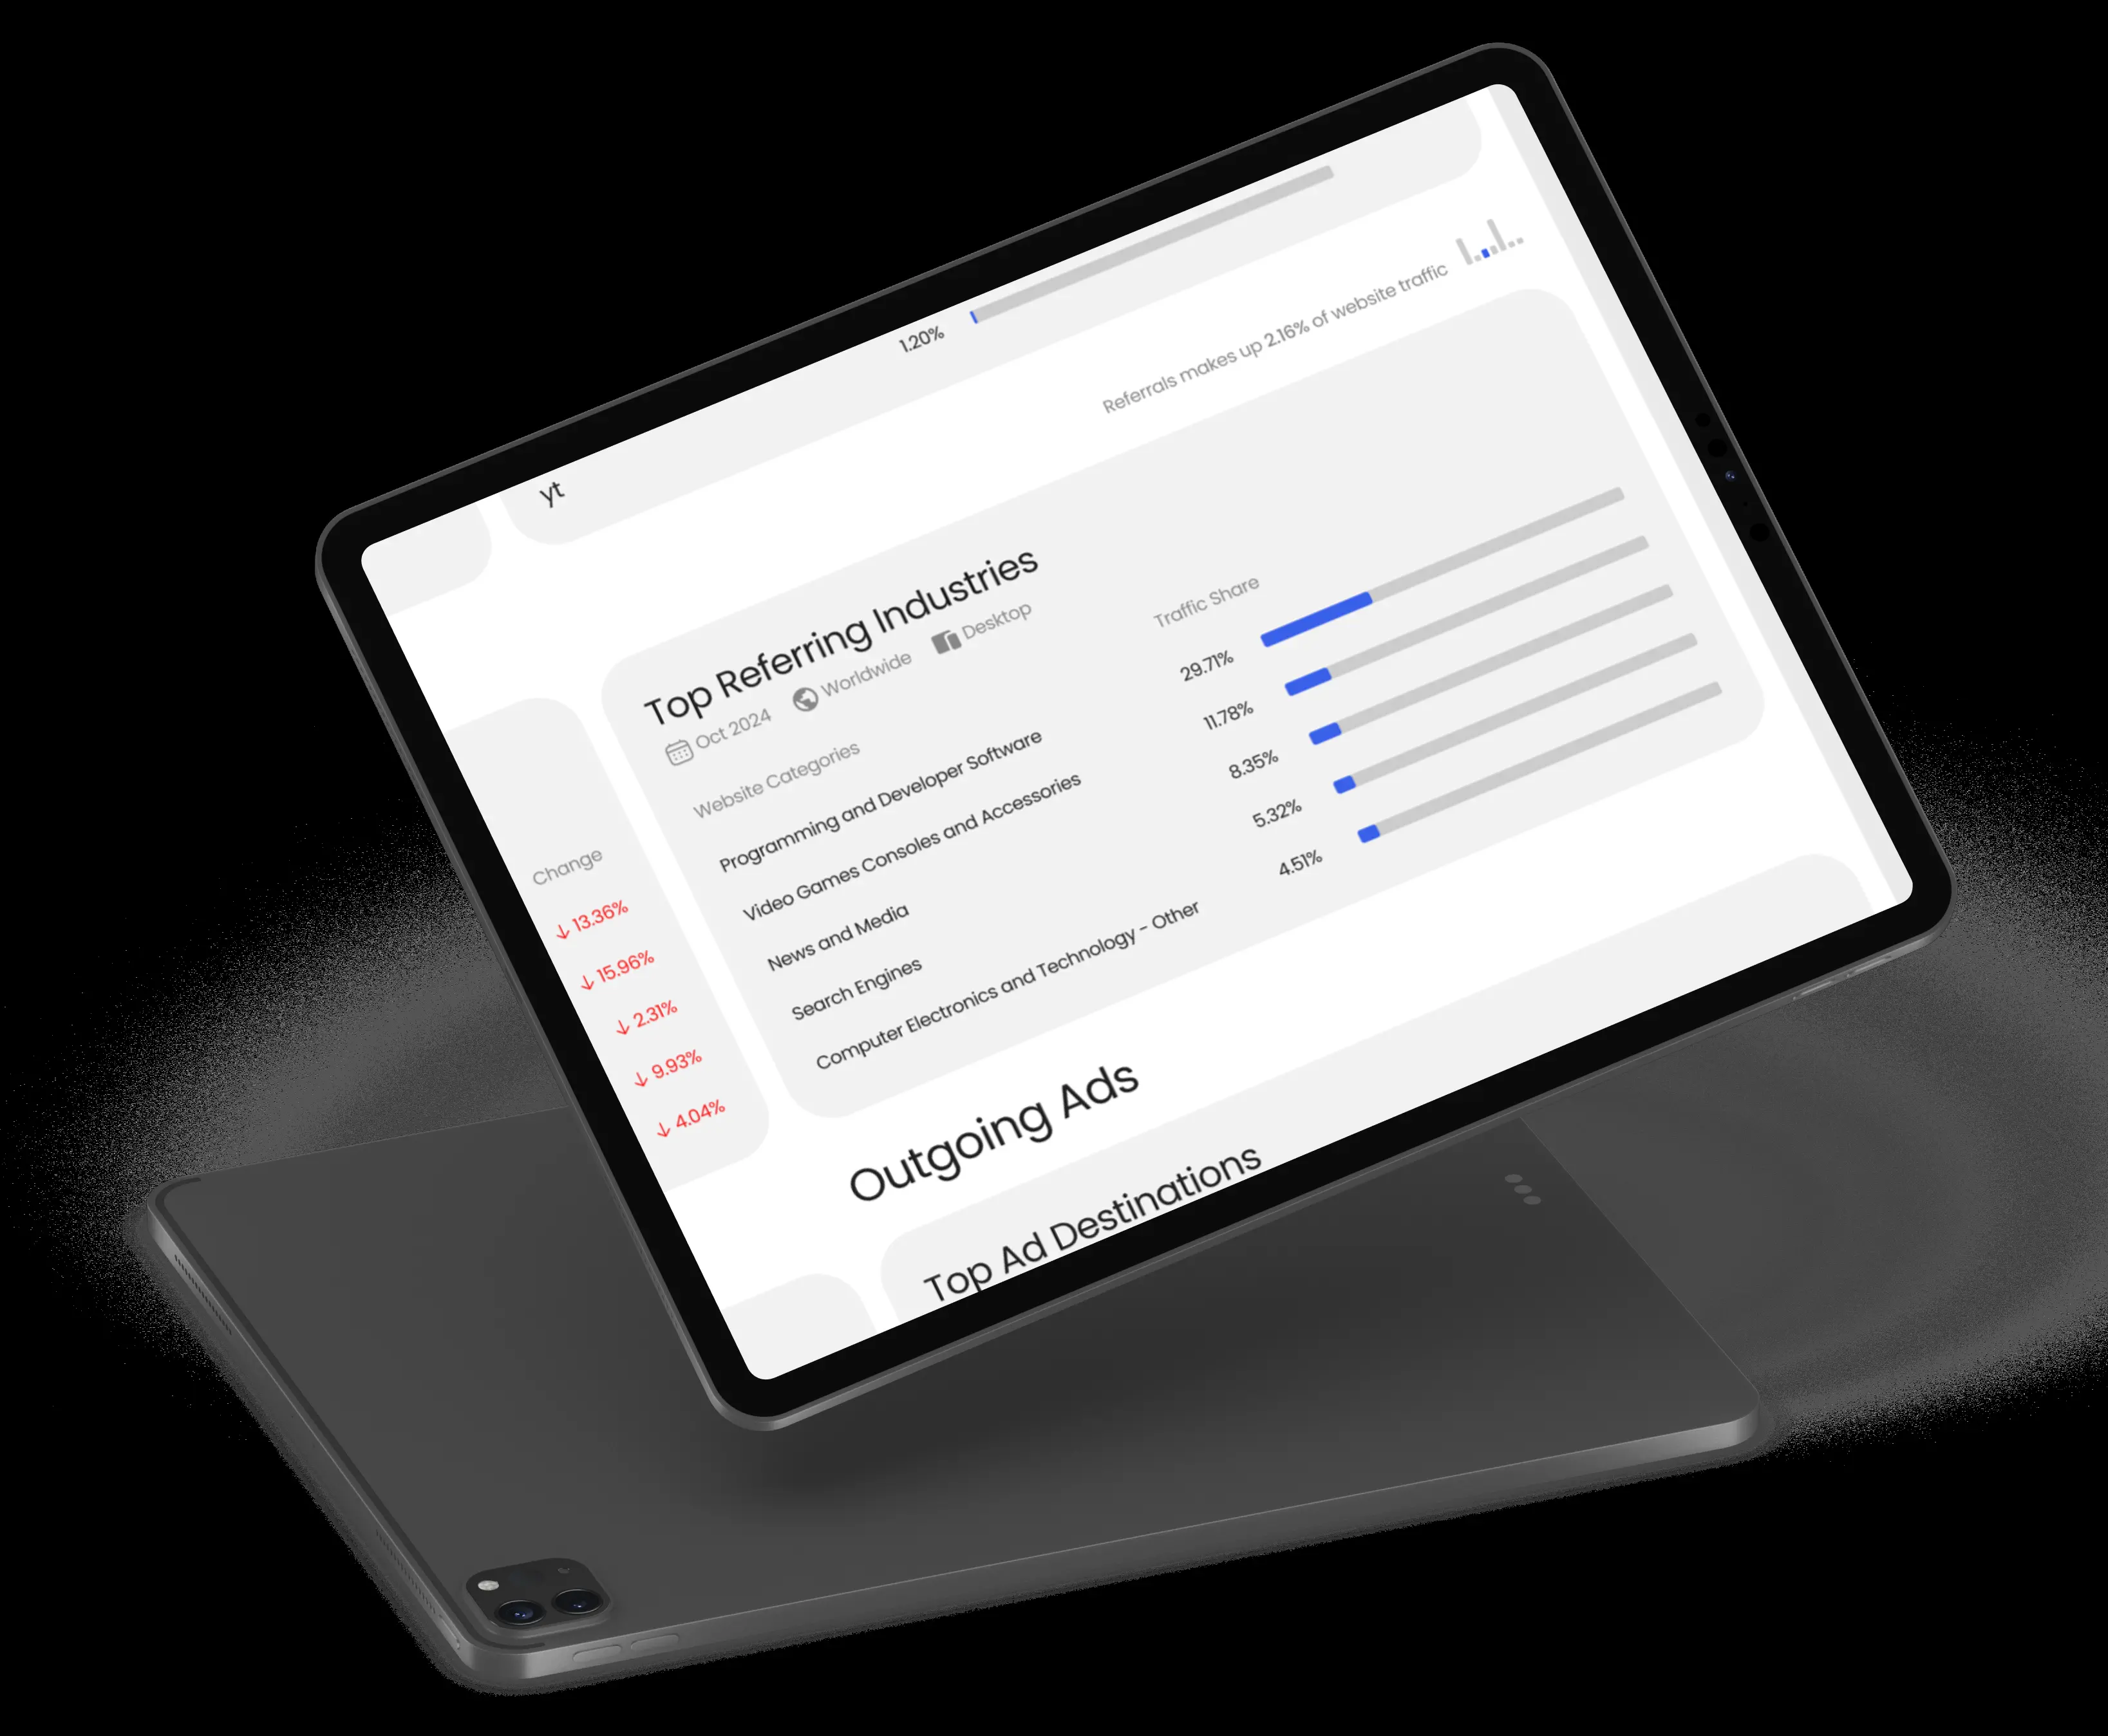 1.20%
yt
Referrals makes up 2.16% of website traffic
Top Referring Industries
Oct 2024 Worldwide Desktop
Website Categories Traffic Share
Programming and Developer Software 29.71%
Video Games Consoles and Accessories 11.78%
News and Media 8.35%
Search Engines 5.32%
Computer Electronics and Technology - Other 4.51%
Change
↓ 13.36%
↓ 15.96%
↓ 2.31%
↓ 9.93%
↓ 4.04%
Outgoing Ads
Top Ad Destinations